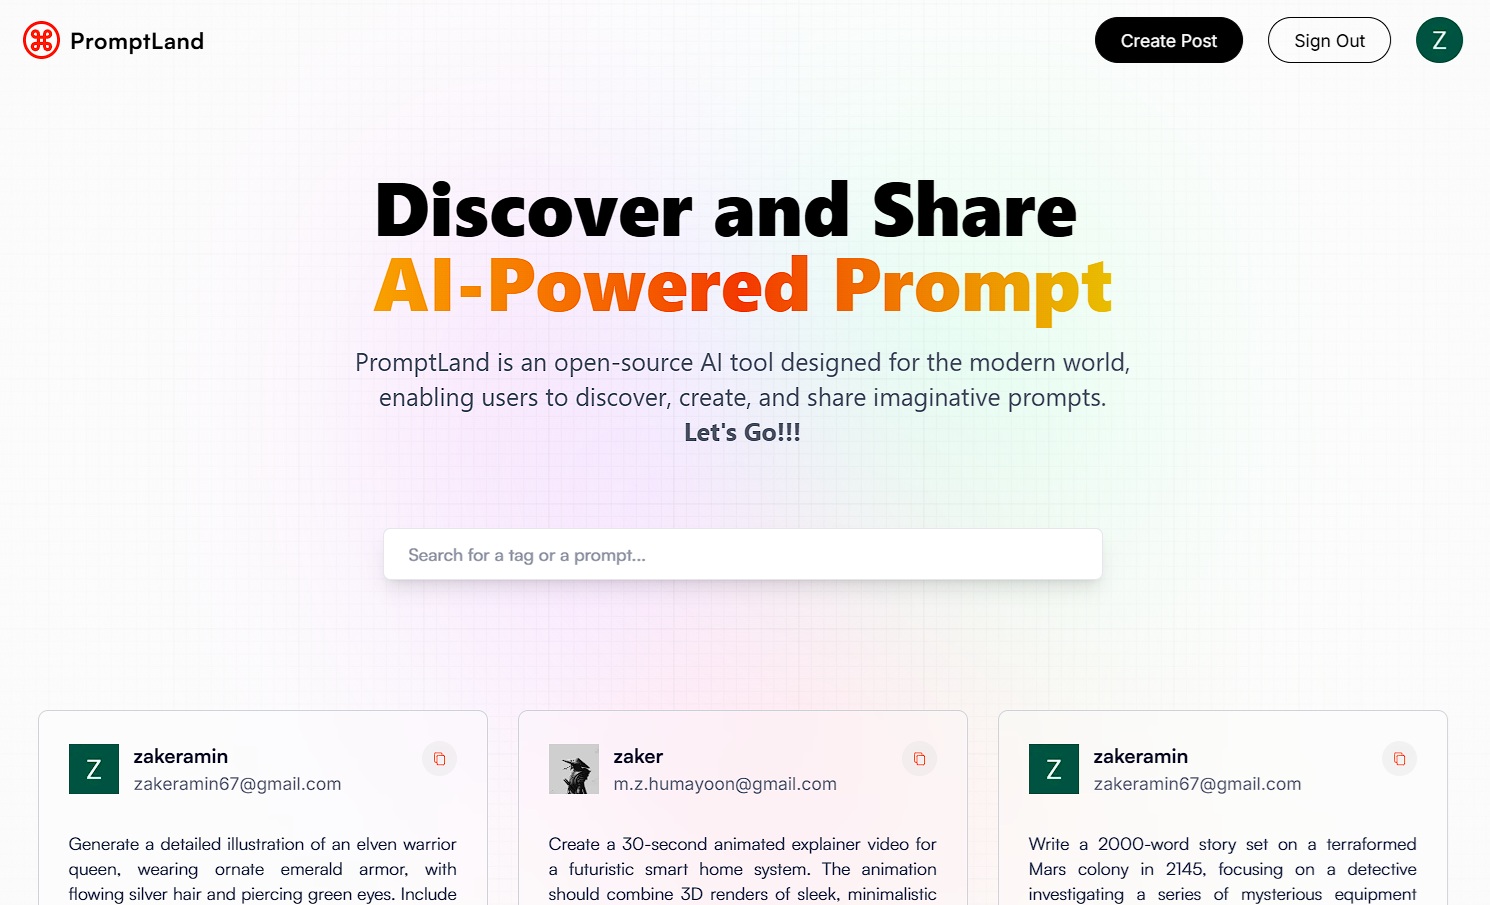 PromptLand
Create Post
Sign Out
Z
Discover and Share
AI-Powered Prompt
PromptLand is an open-source AI tool designed for the modern world,
enabling users to discover, create, and share imaginative prompts.
Let's Go!!!
Search for a tag or a prompt...
Z
zakeramin
zakeramin67@gmail.com
Generate a detailed illustration of an elven warrior
queen, wearing ornate emerald armor, with
flowing silver hair and piercing green eyes. Include
zaker
m.z.humayoon@gmail.com
Create a 30-second animated explainer video for
a futuristic smart home system. The animation
should combine 3D renders of sleek, minimalistic
Z
zakeramin
zakeramin67@gmail.com
Write a 2000-word story set on a terraformed
Mars colony in 2145, focusing on a detective
investigating a series of mysterious equipment